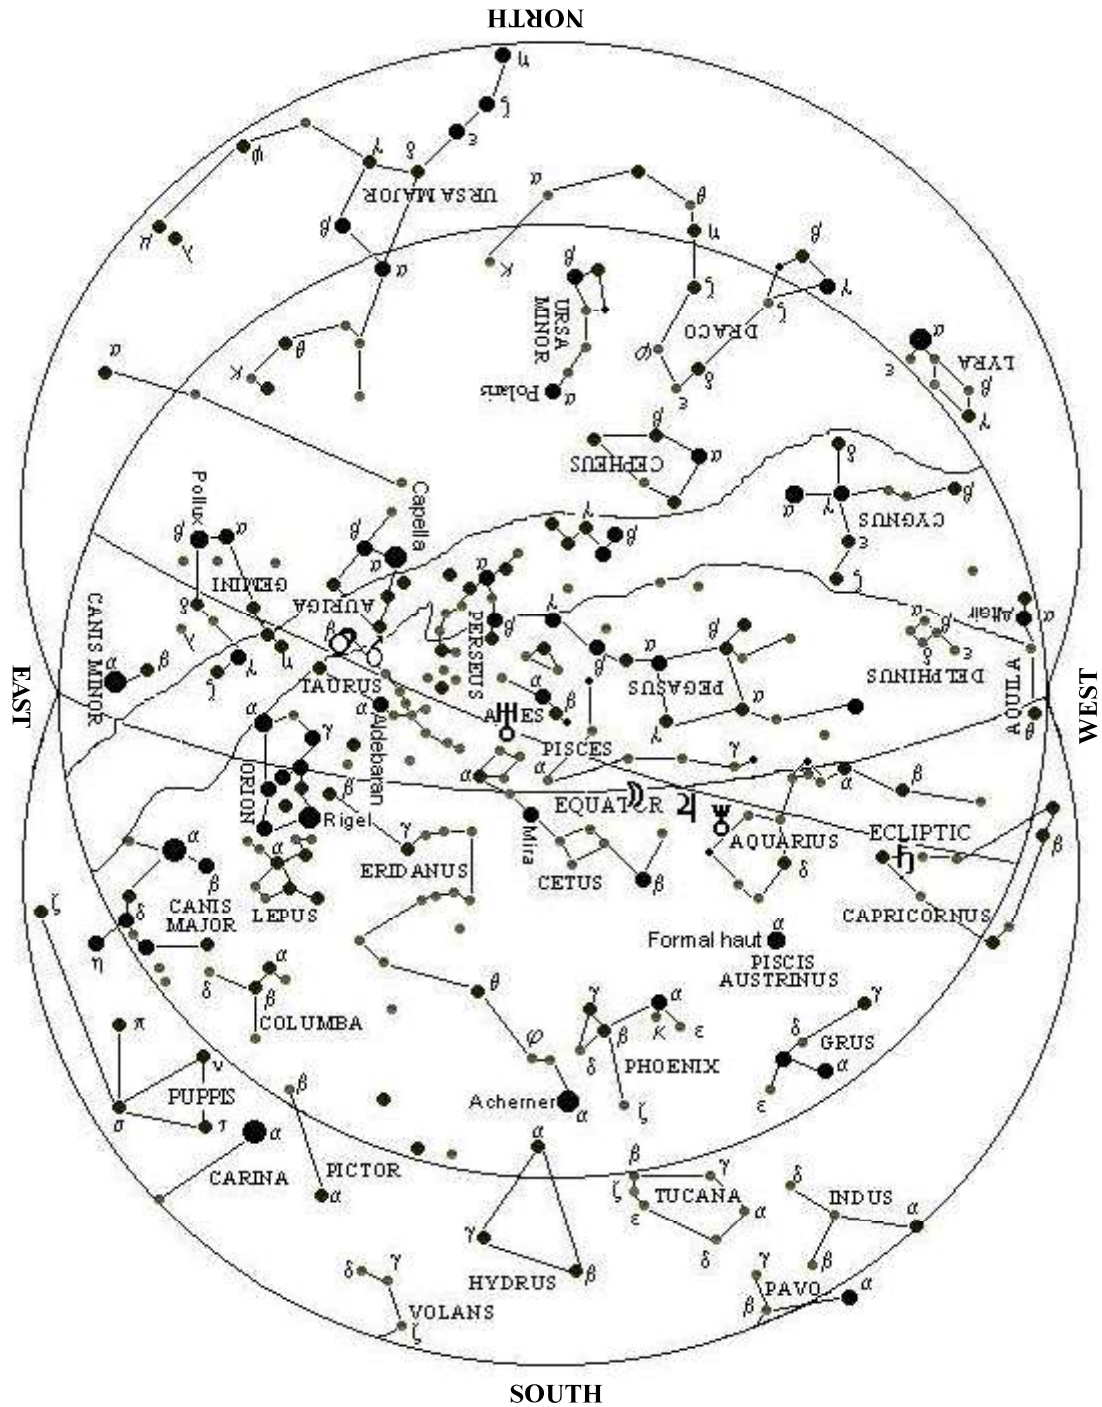 NORTH
η
ζ
ε
φ
γ
δ
URSA MAJOR
μ
λ
β
α
α
θ
η
κ
β
β
γ
ζ
ζ
URSA
MINOR
DRACO
φ
α
θ
κ
Polaris
α
δ
ε
α
LYRA
ε
β
γ
β
CEPHEUS
α
δ
Pollux
Capella
β
α
β
α
γ
β
α
γ
β
CYGNUS
ε
GEMINI
AURIGA
α
ζ
δ
λ
CANIS MINOR
α
β
γ
ζ
μ
β
♂
TAURUS
PERSEUS
β
γ
β
α
PEGASUS
α
β
δ
ε
DELPHINUS
Altair
α
EAST
WEST
AQUILA
θ
α
γ
α
Aldebaran
ARIES
β
♅
PISCES
α
γ
α
γ
ORION
β
Rigel
α
EQUATOR
☽
♃
♆
α
β
Mira
γ
ERIDANUS
CETUS
β
AQUARIUS
δ
ECLIPTIC
♄
β
α
β
α
LEPUS
CANIS
MAJOR
δ
ζ
η
CAPRICORNUS
Formal haut
α
PISCIS
AUSTRINUS
δ
β
α
COLUMBA
θ
γ
α
β
κ
ε
δ
PHOENIX
ζ
γ
δ
GRUS
α
ε
π
ν
PUPPIS
σ
τ
β
φ
Acherner
α
α
CARINA
PICTOR
α
α
γ
HYDRUS
β
β
γ
ζ
TUCANA
ε
α
δ
δ
INDUS
α
β
γ
PAVO
β
α
δ
γ
VOLANS
ζ
SOUTH